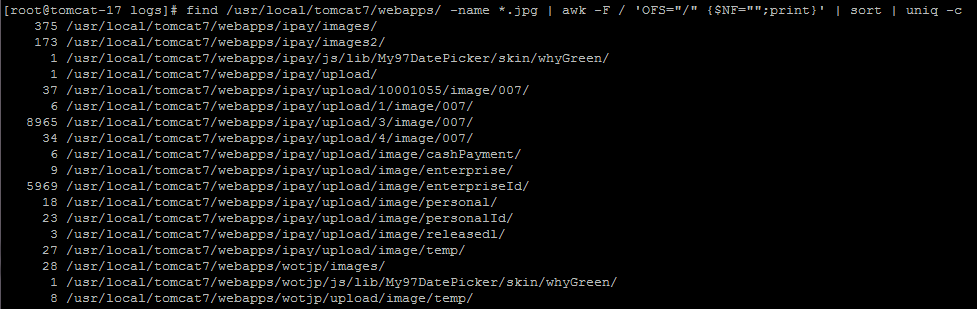 [root@tomcat-17 logs]# find /usr/local/tomcat7/webapps/ -name *.jpg | awk -F / 'OFS="/" {$NF="";print}' | sort | uniq -c
375 /usr/local/tomcat7/webapps/ipay/images/
173 /usr/local/tomcat7/webapps/ipay/images2/
1 /usr/local/tomcat7/webapps/ipay/js/lib/My97DatePicker/skin/whyGreen/
1 /usr/local/tomcat7/webapps/ipay/upload/
37 /usr/local/tomcat7/webapps/ipay/upload/10001055/image/007/
6 /usr/local/tomcat7/webapps/ipay/upload/1/image/007/
8965 /usr/local/tomcat7/webapps/ipay/upload/3/image/007/
34 /usr/local/tomcat7/webapps/ipay/upload/4/image/007/
6 /usr/local/tomcat7/webapps/ipay/upload/image/cashPayment/
9 /usr/local/tomcat7/webapps/ipay/upload/image/enterprise/
5969 /usr/local/tomcat7/webapps/ipay/upload/image/enterpriseId/
18 /usr/local/tomcat7/webapps/ipay/upload/image/personal/
23 /usr/local/tomcat7/webapps/ipay/upload/image/personalId/
3 /usr/local/tomcat7/webapps/ipay/upload/image/releasedl/
27 /usr/local/tomcat7/webapps/ipay/upload/image/temp/
28 /usr/local/tomcat7/webapps/wotjp/images/
1 /usr/local/tomcat7/webapps/wotjp/js/lib/My97DatePicker/skin/whyGreen/
8 /usr/local/tomcat7/webapps/wotjp/upload/image/temp/